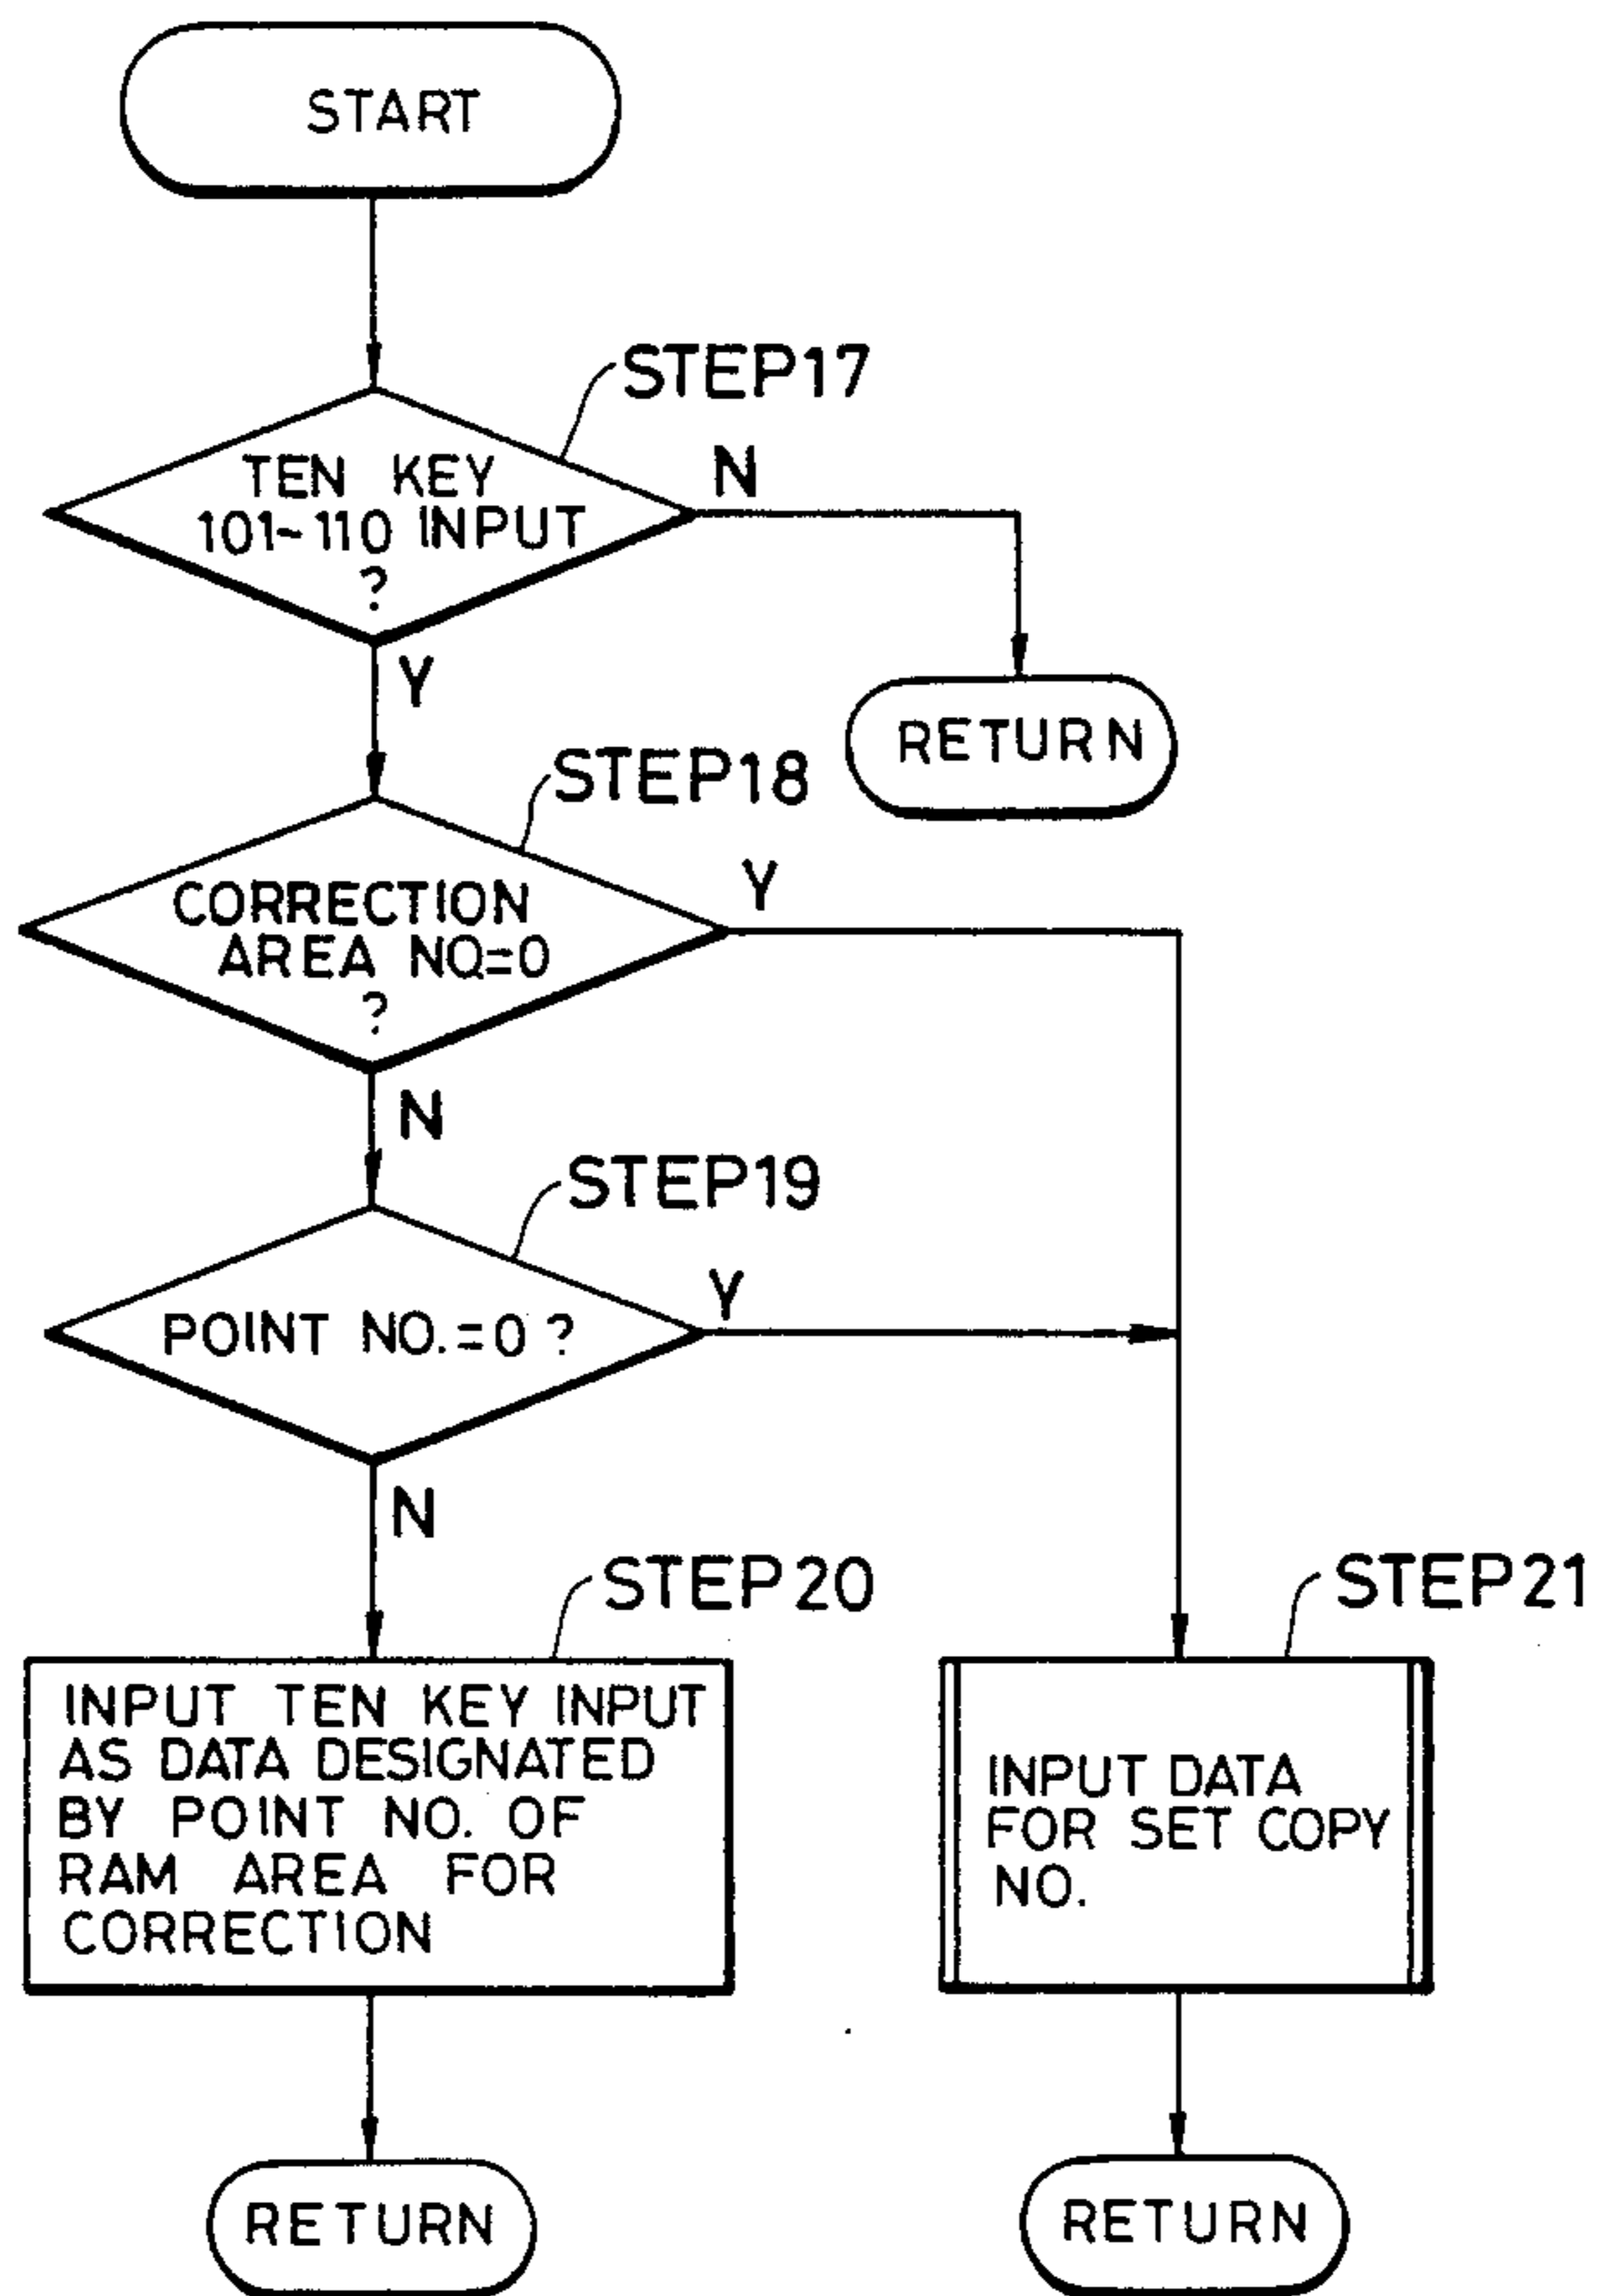 START
STEP17
TEN KEY
101~110 INPUT
?
N
Y
RETURN
STEP18
CORRECTION
AREA NO.=0
?
Y
N
STEP19
POINT NO.=0 ?
Y
N
STEP20
INPUT TEN KEY INPUT
AS DATA DESIGNATED
BY POINT NO. OF
RAM AREA FOR
CORRECTION
STEP21
INPUT DATA
FOR SET COPY
NO.
RETURN
RETURN